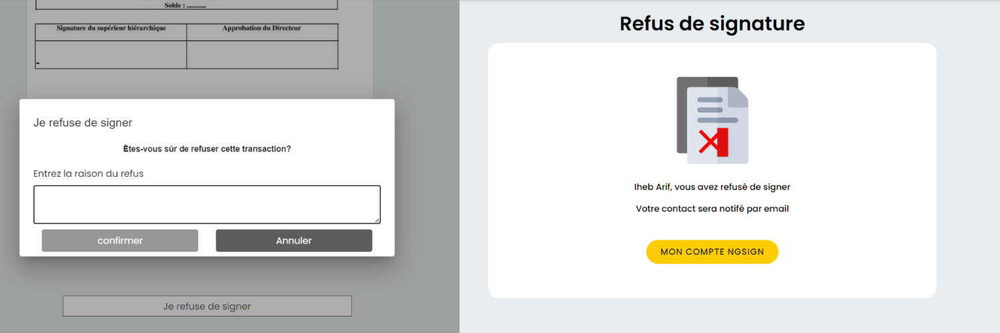 Solde : ...........
Signature du supérieur hiérarchique
Approbation du Directeur
-
Je refuse de signer
Êtes-vous sûr de refuser cette transaction?
Entrez la raison du refus
confirmer
Annuler
Je refuse de signer
Refus de signature
Iheb Arif, vous avez refusé de signer
Votre contact sera notifé par email
MON COMPTE NGSIGN